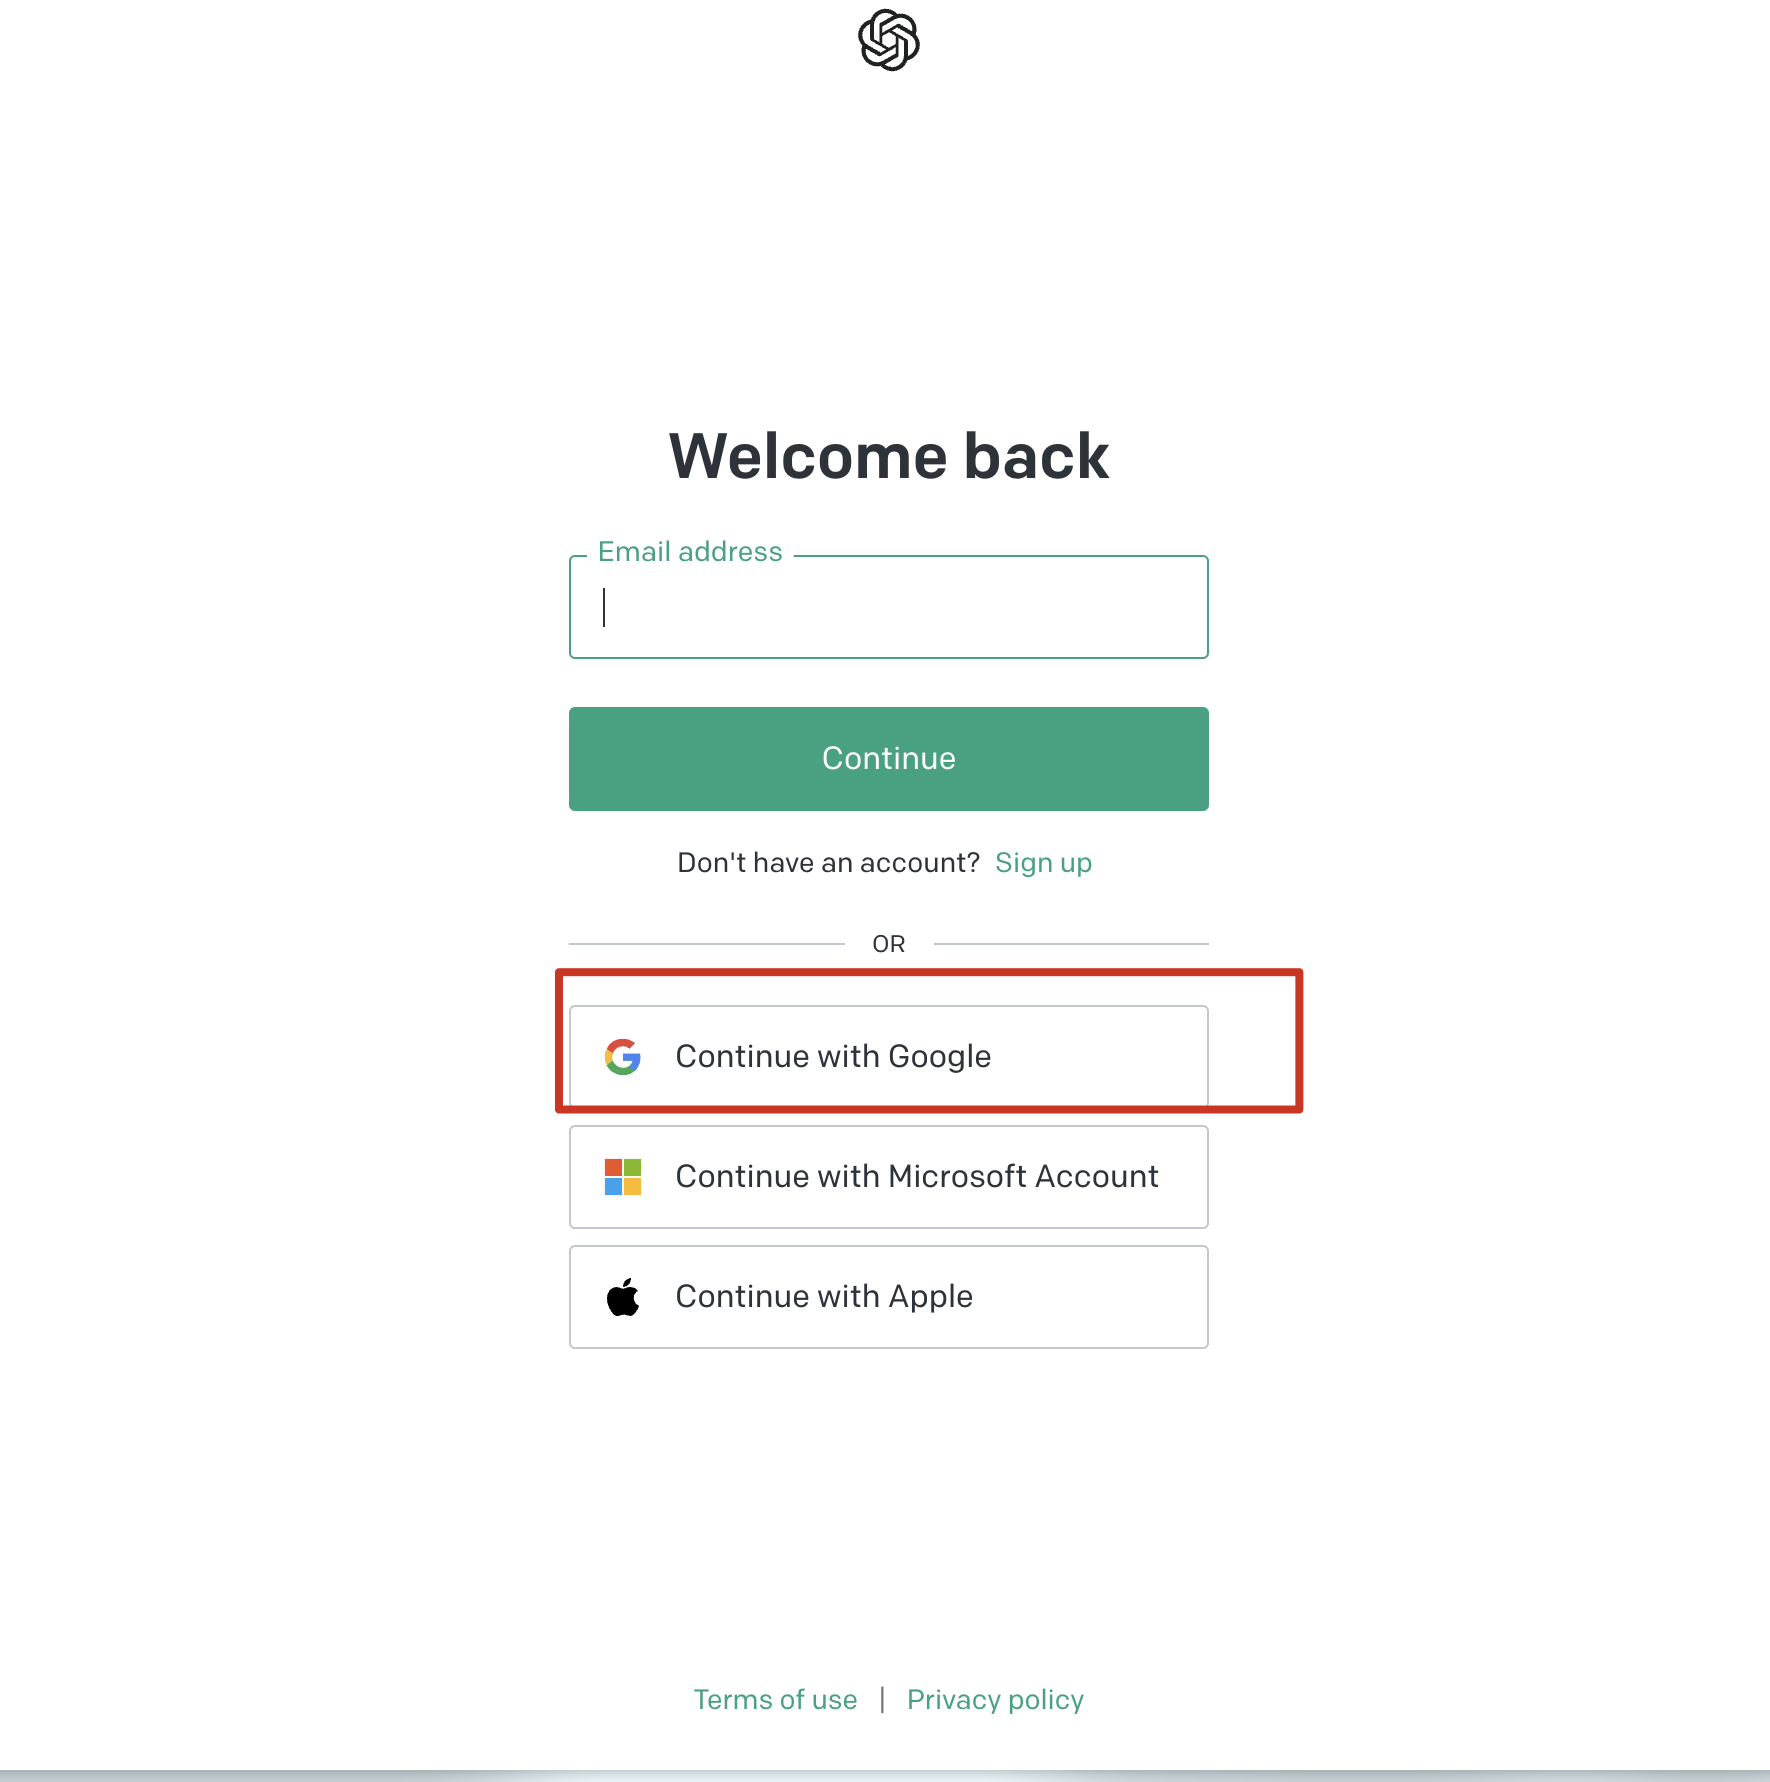 Welcome back
Email address
Continue
Don't have an account? Sign up
OR
Continue with Google
Continue with Microsoft Account
Continue with Apple
Terms of use | Privacy policy